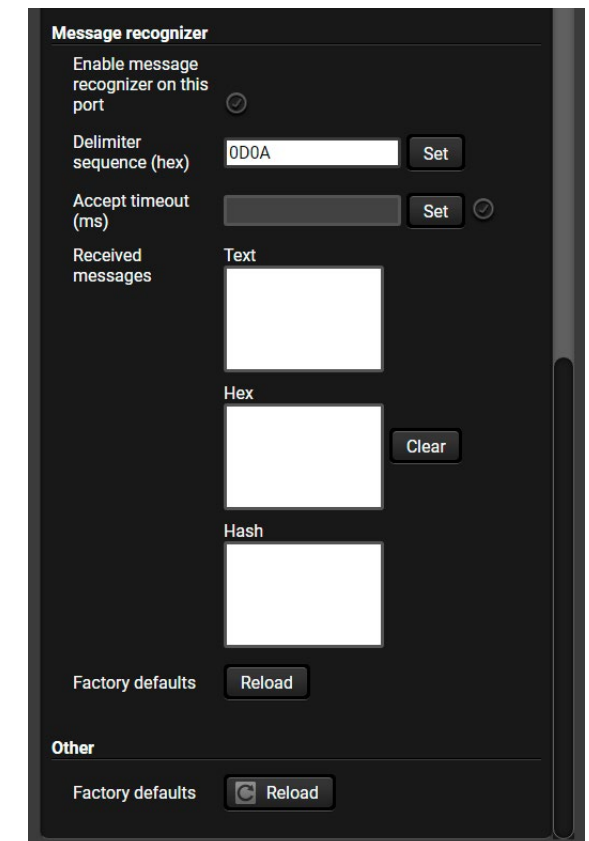 Message recognizer
Enable message
recognizer on this
port
Delimiter
sequence (hex)
0D0A
Set
Accept timeout
(ms)
Set
Received
messages
Text
Hex
Clear
Hash
Factory defaults
Reload
Other
Factory defaults
Reload